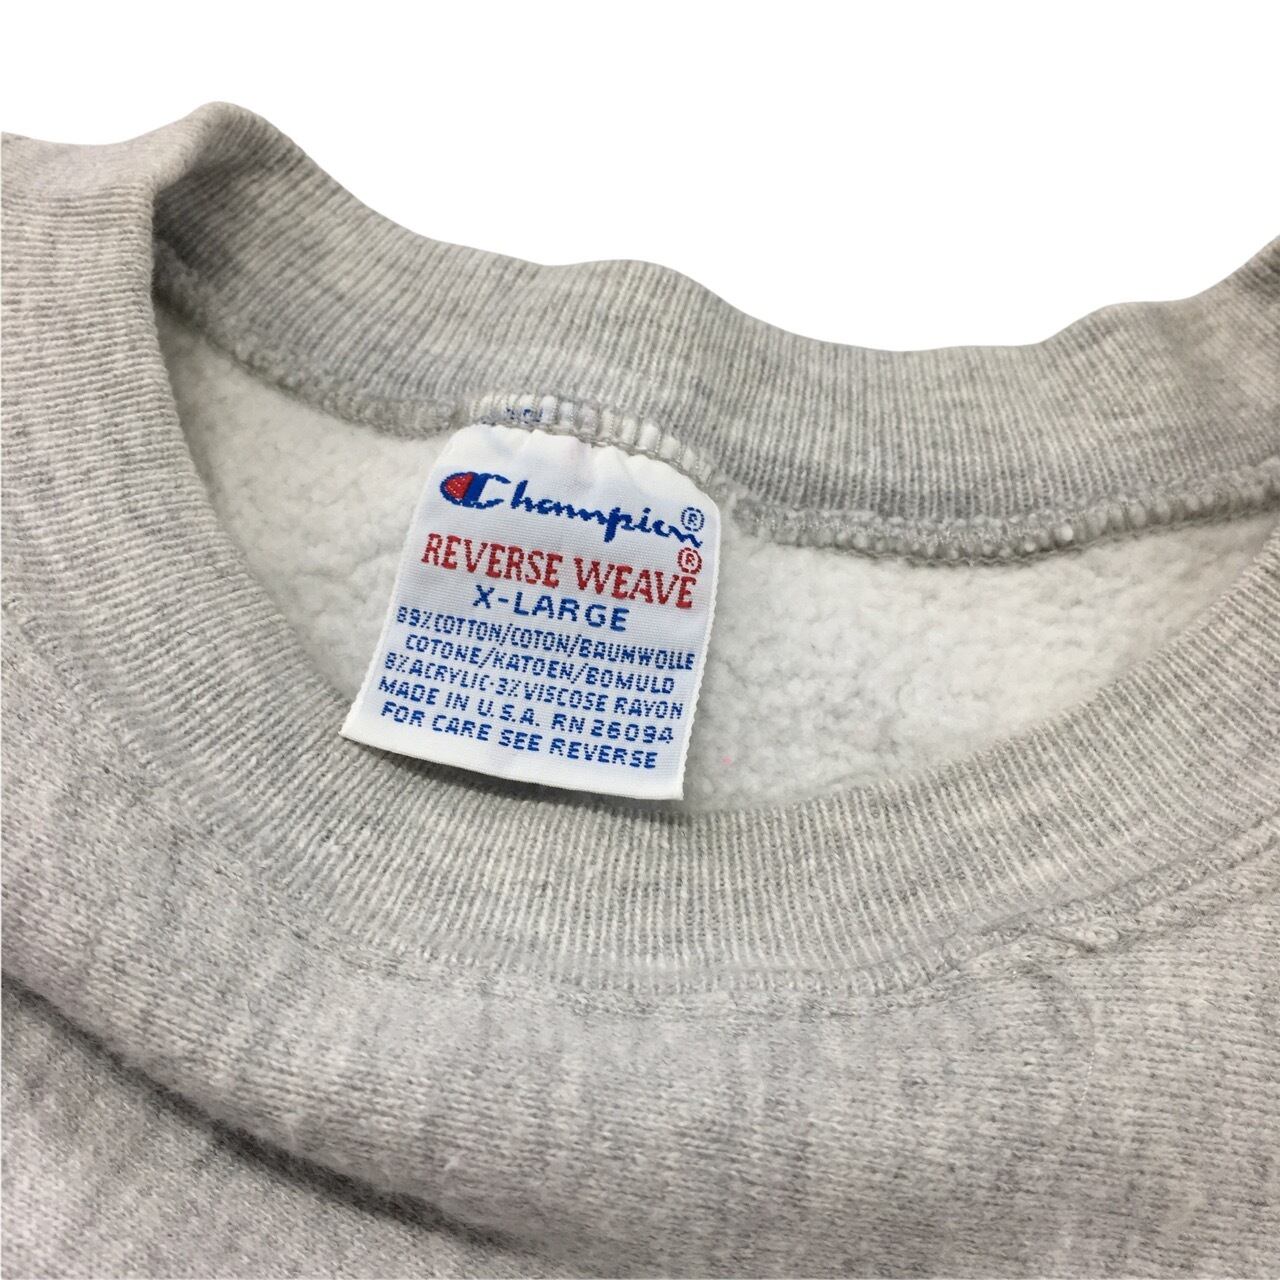 Champion®
REVERSE WEAVE®
X-LARGE
89% COTTON/COTON/BAUMWOLLE
COTONE/KATOEN/BOMULD
8% ACRYLIC-3% VISCOSE RAYON
MADE IN U.S.A. RN 26094
FOR CARE SEE REVERSE